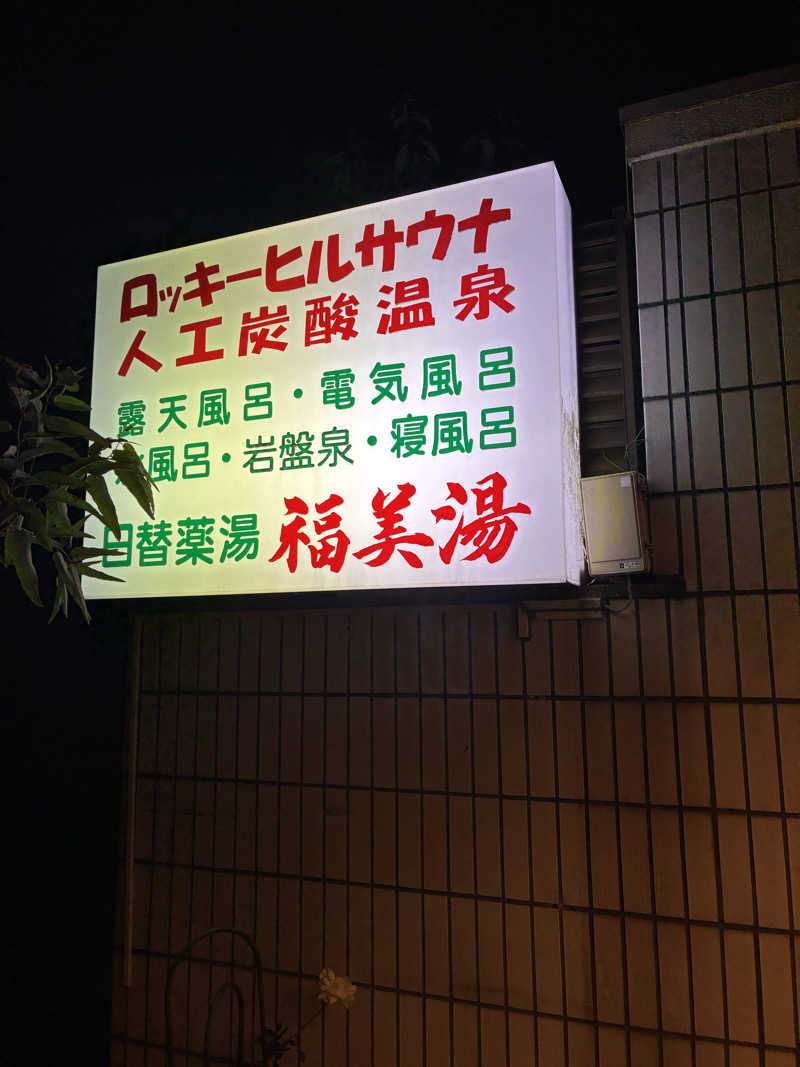 ロッキーヒルサウナ
人工炭酸温泉
露天風呂・電気風呂
風呂・岩盤泉・寝風呂
日替薬湯 福美湯